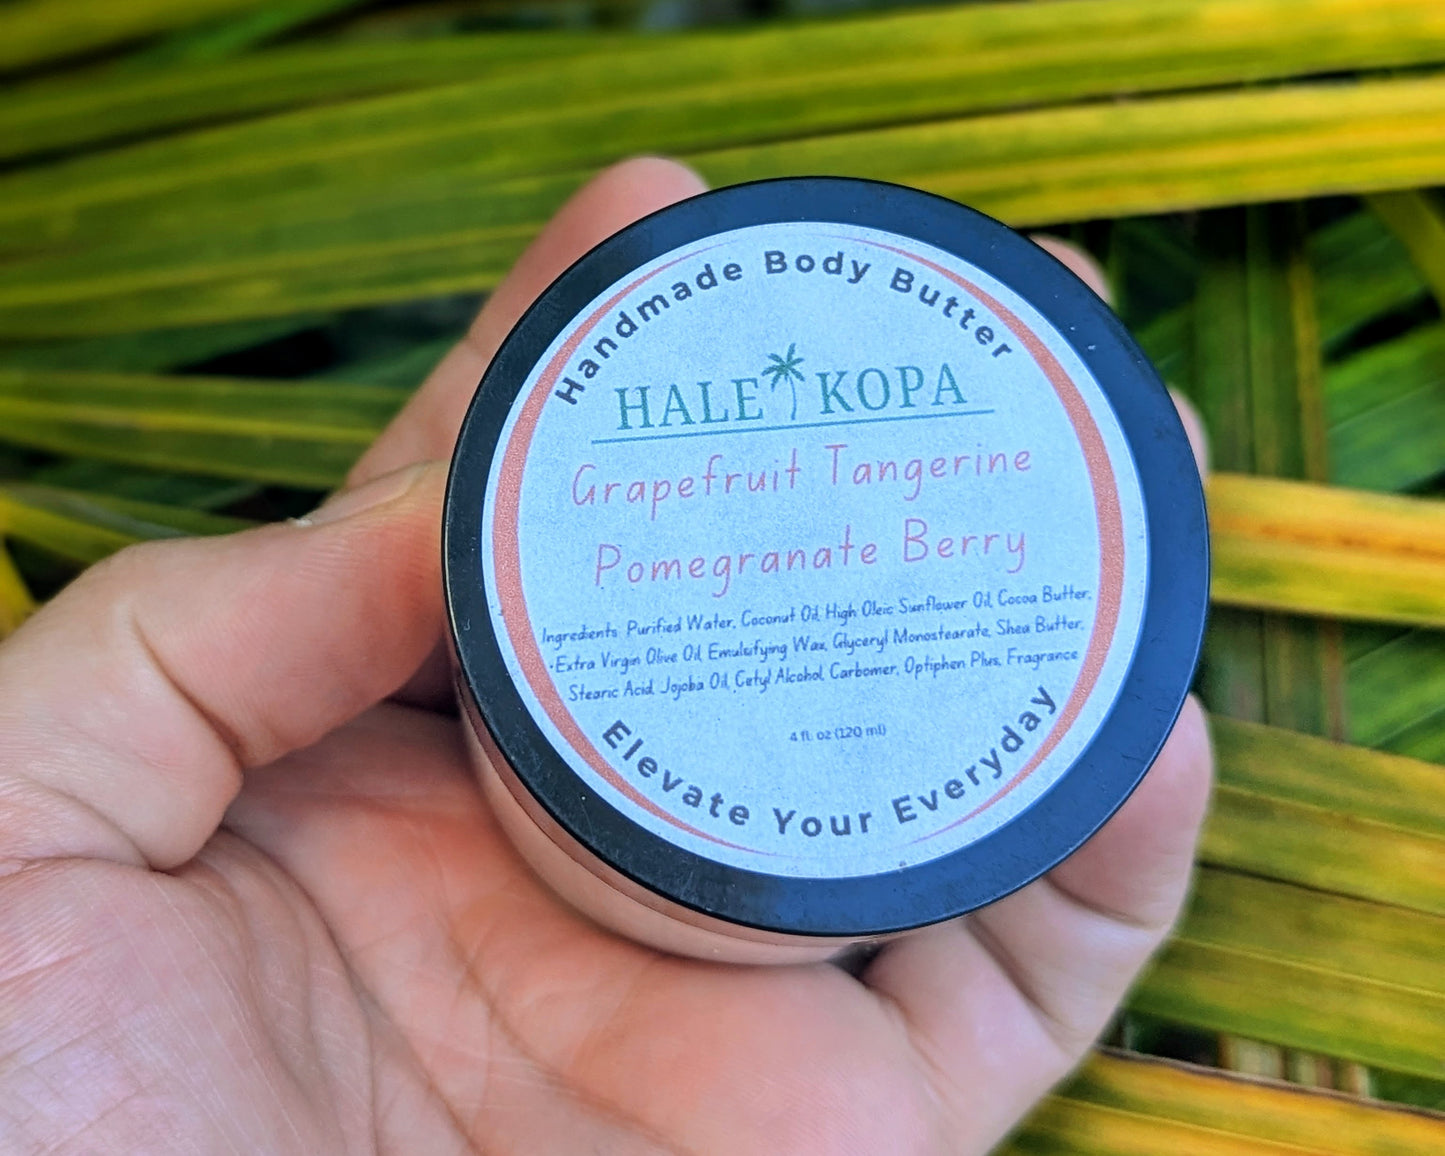 Handmade Body Butter
HALE KOPA
Grapefruit Tangerine
Pomegranate Berry
Ingredients: Purified Water, Coconut Oil, High Oleic Sunflower Oil, Cocoa Butter,
Extra Virgin Olive Oil, Emulsifying Wax, Glyceryl Monostearate, Shea Butter,
Stearic Acid, Jojoba Oil, Cetyl Alcohol, Carbomer, Optiphen Plus, Fragrance
4 fl. oz (120 ml)
Elevate Your Everyday